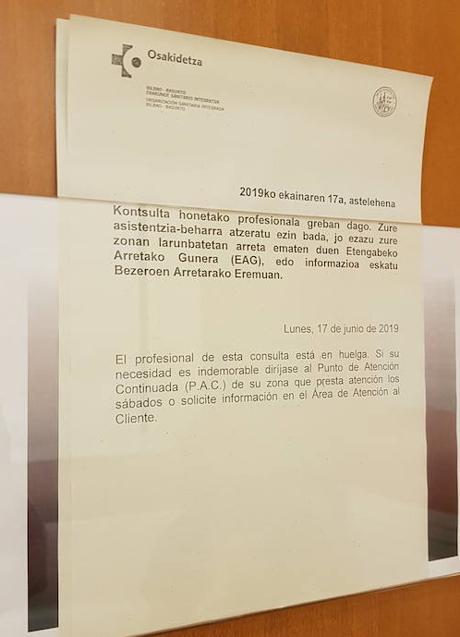 Osakidetza
BILBAO - BASURTO
ERAKUNDE SANITARIO INTEGRATUA
ORGANIZACIÓN SANITARIA INTEGRADA
BILBAO - BASURTO
2019ko ekainaren 17a, astelehena
Kontsulta honetako profesionala greban dago. Zure
asistentzia-beharra atzeratu ezin bada, jo ezazu zure
zonan larunbatetan arreta ematen duen Etengabeko
Arretako Gunera (EAG), edo informazioa eskatu
Bezeroen Arretarako Eremuan.
Lunes, 17 de junio de 2019
El profesional de esta consulta está en huelga. Si su
necesidad es indemorable diríjase al Punto de Atención
Continuada (P.A.C.) de su zona que presta atención los
sábados o solicite información en el Área de Atención al
Cliente.